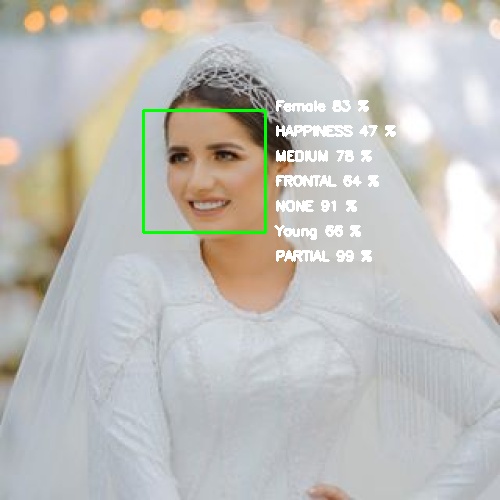 Female 83 %
HAPPINESS 47 %
MEDIUM 78 %
FRONTAL 64 %
NONE 91 %
Young 66 %
PARTIAL 99 %